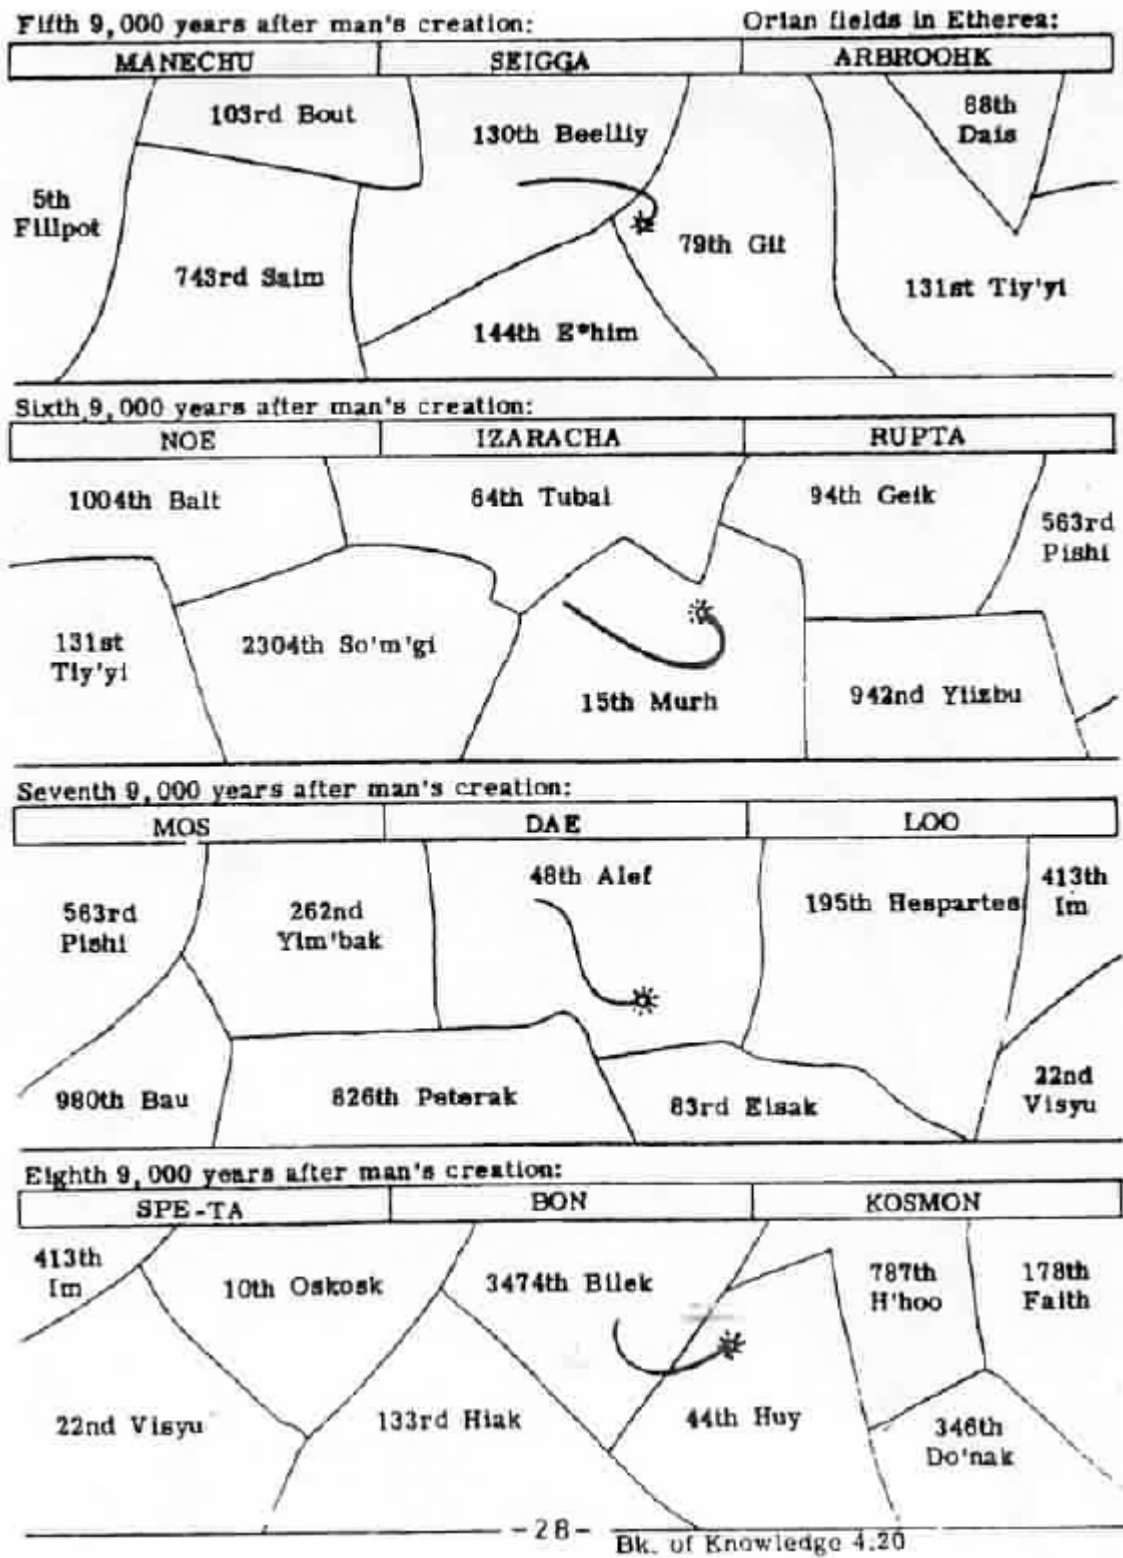 Fifth 9,000 years after man's creation: Orian fields in Etherea:
MANECHU SEIGGA ARBROOHK
103rd Bout
130th Beelliy
88th
Dais
5th
Fillpot
79th Git
743rd Saim
131st Tiy'yi
144th E*him
Sixth 9,000 years after man's creation:
NOE IZARACHA RUPTA
1004th Balt
64th Tubal
94th Geik
563rd
Pishi
131st
Tiy'yi
2304th So'm'gi
15th Murh
942nd Ylizbu
Seventh 9,000 years after man's creation:
MOS DAE LOO
48th Alef
563rd
Pishi
262nd
Yim'bak
195th Hespartes
413th
Im
980th Bau
826th Peterak
83rd Eisak
22nd
Visyu
Eighth 9,000 years after man's creation:
SPE-TA BON KOSMON
413th
Im
10th Oskosk
3474th Bilek
787th
H'hoo
178th
Faith
22nd Visyu
133rd Hiak
44th Huy
346th
Do'nak
-28-
Bk. of Knowledge 4:20